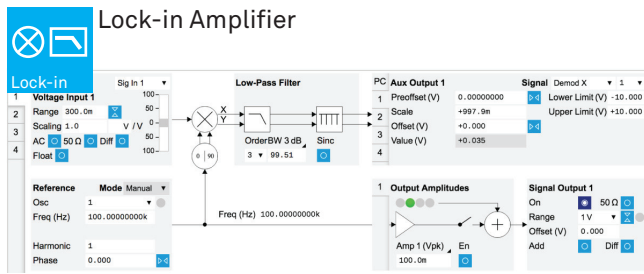 Lock-in Amplifier
Lock-in
1 Sig In 1
Voltage Input 1
Range 300.0m
Scaling 1.0 V / V
AC 50 Ω Diff
Float
100 -
50 -
0 -
50 -
100 -
2
3
4
X
Y
0 90
Low-Pass Filter
Order BW 3 dB Sinc
3 99.51
PC Aux Output 1 Signal Demod X 1
1 Preoffset (V) 0.00000000 Lower Limit (V) -10.000
2 Scale +997.9m Upper Limit (V) +10.000
3 Offset (V) +0.000
4 Value (V) +0.035
Reference Mode Manual
Osc 1
Freq (Hz) 100.00000000k
Harmonic 1
Phase 0.000
Freq (Hz) 100.00000000k
1 Output Amplitudes
Amp 1 (Vpk) En
100.0m
Signal Output 1
On 50 Ω
Range 1 V
Offset (V) 0.000
Add Diff